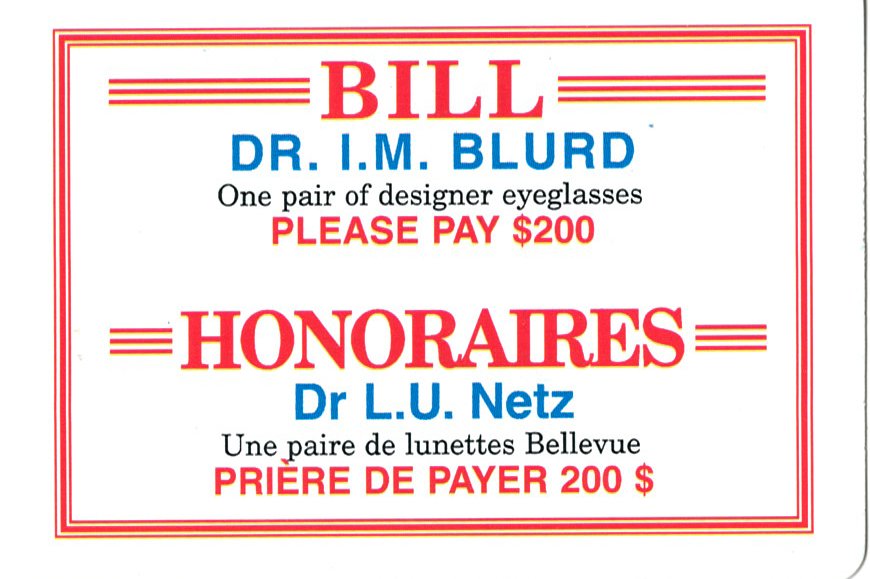 BILL
DR. I.M. BLURD
One pair of designer eyeglasses
PLEASE PAY $200
HONORAIRES
Dr L.U. Netz
Une paire de lunettes Bellevue
PRIÈRE DE PAYER 200 $